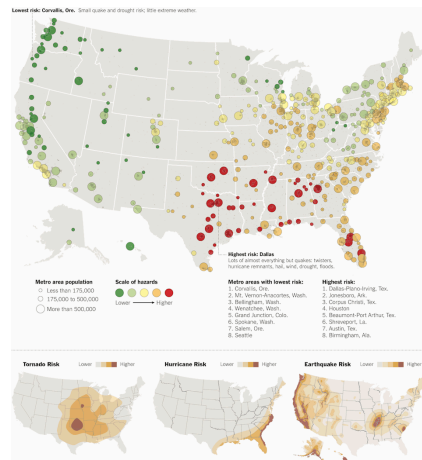 Lowest risk: Corvallis, Ore. Small quake and drought risk; little extreme weather.
Highest risk: Dallas
Lots of almost everything but quakes: twisters,
hurricane remnants, hail, wind, drought, floods.
Metro area population
Less than 175,000
175,000 to 500,000
More than 500,000
Scale of hazards
Lower Higher
Metro areas with lowest risk:
1. Corvallis, Ore.
2. Mt. Vernon-Anacortes, Wash.
3. Bellingham, Wash.
4. Wenatchee, Wash.
5. Grand Junction, Colo.
6. Spokane, Wash.
7. Salem, Ore.
8. Seattle
Highest risk:
1. Dallas-Plano-Irving, Tex.
2. Jonesboro, Ark.
3. Corpus Christi, Tex.
4. Houston
5. Beaumont-Port Arthur, Tex.
6. Shreveport, La.
7. Austin, Tex.
8. Birmingham, Ala.
Tornado Risk Lower Higher
Hurricane Risk Lower Higher
Earthquake Risk Lower Higher